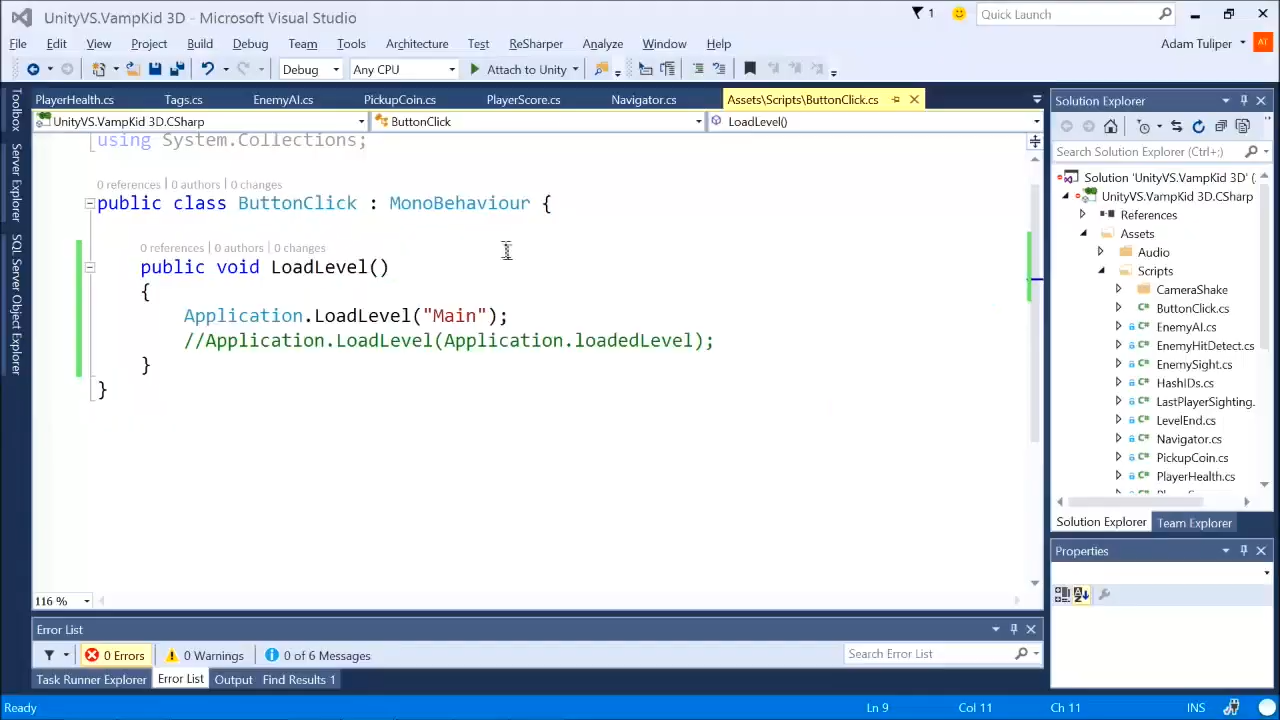 UnityVS.VampKid 3D - Microsoft Visual Studio
1
Quick Launch
File Edit View Project Build Debug Team Tools Architecture Test ReSharper Analyze Window Help
Adam Tuliper
AT
Debug Any CPU Attach to Unity
PlayerHealth.cs Tags.cs EnemyAI.cs PickupCoin.cs PlayerScore.cs Navigator.cs Assets\Scripts\ButtonClick.cs
UnityVS.VampKid 3D.CSharp ButtonClick LoadLevel()
using System.Collections;
0 references | 0 authors | 0 changes
public class ButtonClick : MonoBehaviour {
0 references | 0 authors | 0 changes
public void LoadLevel()
{
Application.LoadLevel("Main");
//Application.LoadLevel(Application.loadedLevel);
}
}
116 %
Toolbox
Server Explorer
SQL Server Object Explorer
Solution Explorer
Search Solution Explorer (Ctrl+;)
Solution 'UnityVS.VampKid 3D' (
UnityVS.VampKid 3D.CSharp
References
Assets
Audio
Scripts
CameraShake
C# ButtonClick.cs
C# EnemyAI.cs
C# EnemyHitDetect.cs
C# EnemySight.cs
C# HashIDs.cs
C# LastPlayerSighting.
C# LevelEnd.cs
C# Navigator.cs
C# PickupCoin.cs
C# PlayerHealth.cs
Solution Explorer Team Explorer
Properties
Error List
0 Errors 0 Warnings 0 of 6 Messages
Search Error List
Task Runner Explorer Error List Output Find Results 1
Ready Ln 9 Col 11 Ch 11 INS